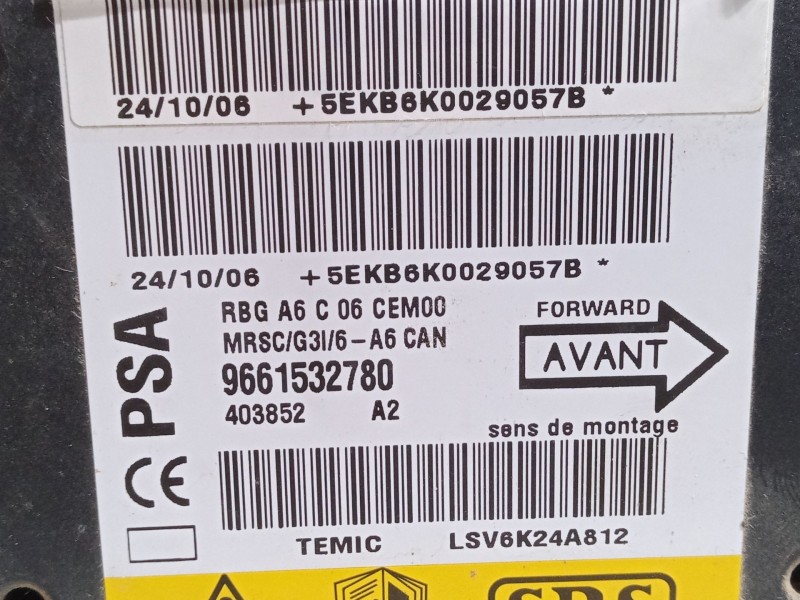 24/10/06 +5EKB6K0029057B *
24/10/06 +5EKB6K0029057B *
RBG A6 C 06 CEM00
MRSC/G3I/6-A6 CAN
9661532780
403852 A2
PSA
CE
FORWARD
AVANT
sens de montage
TEMIC LSV6K24A812
SRS